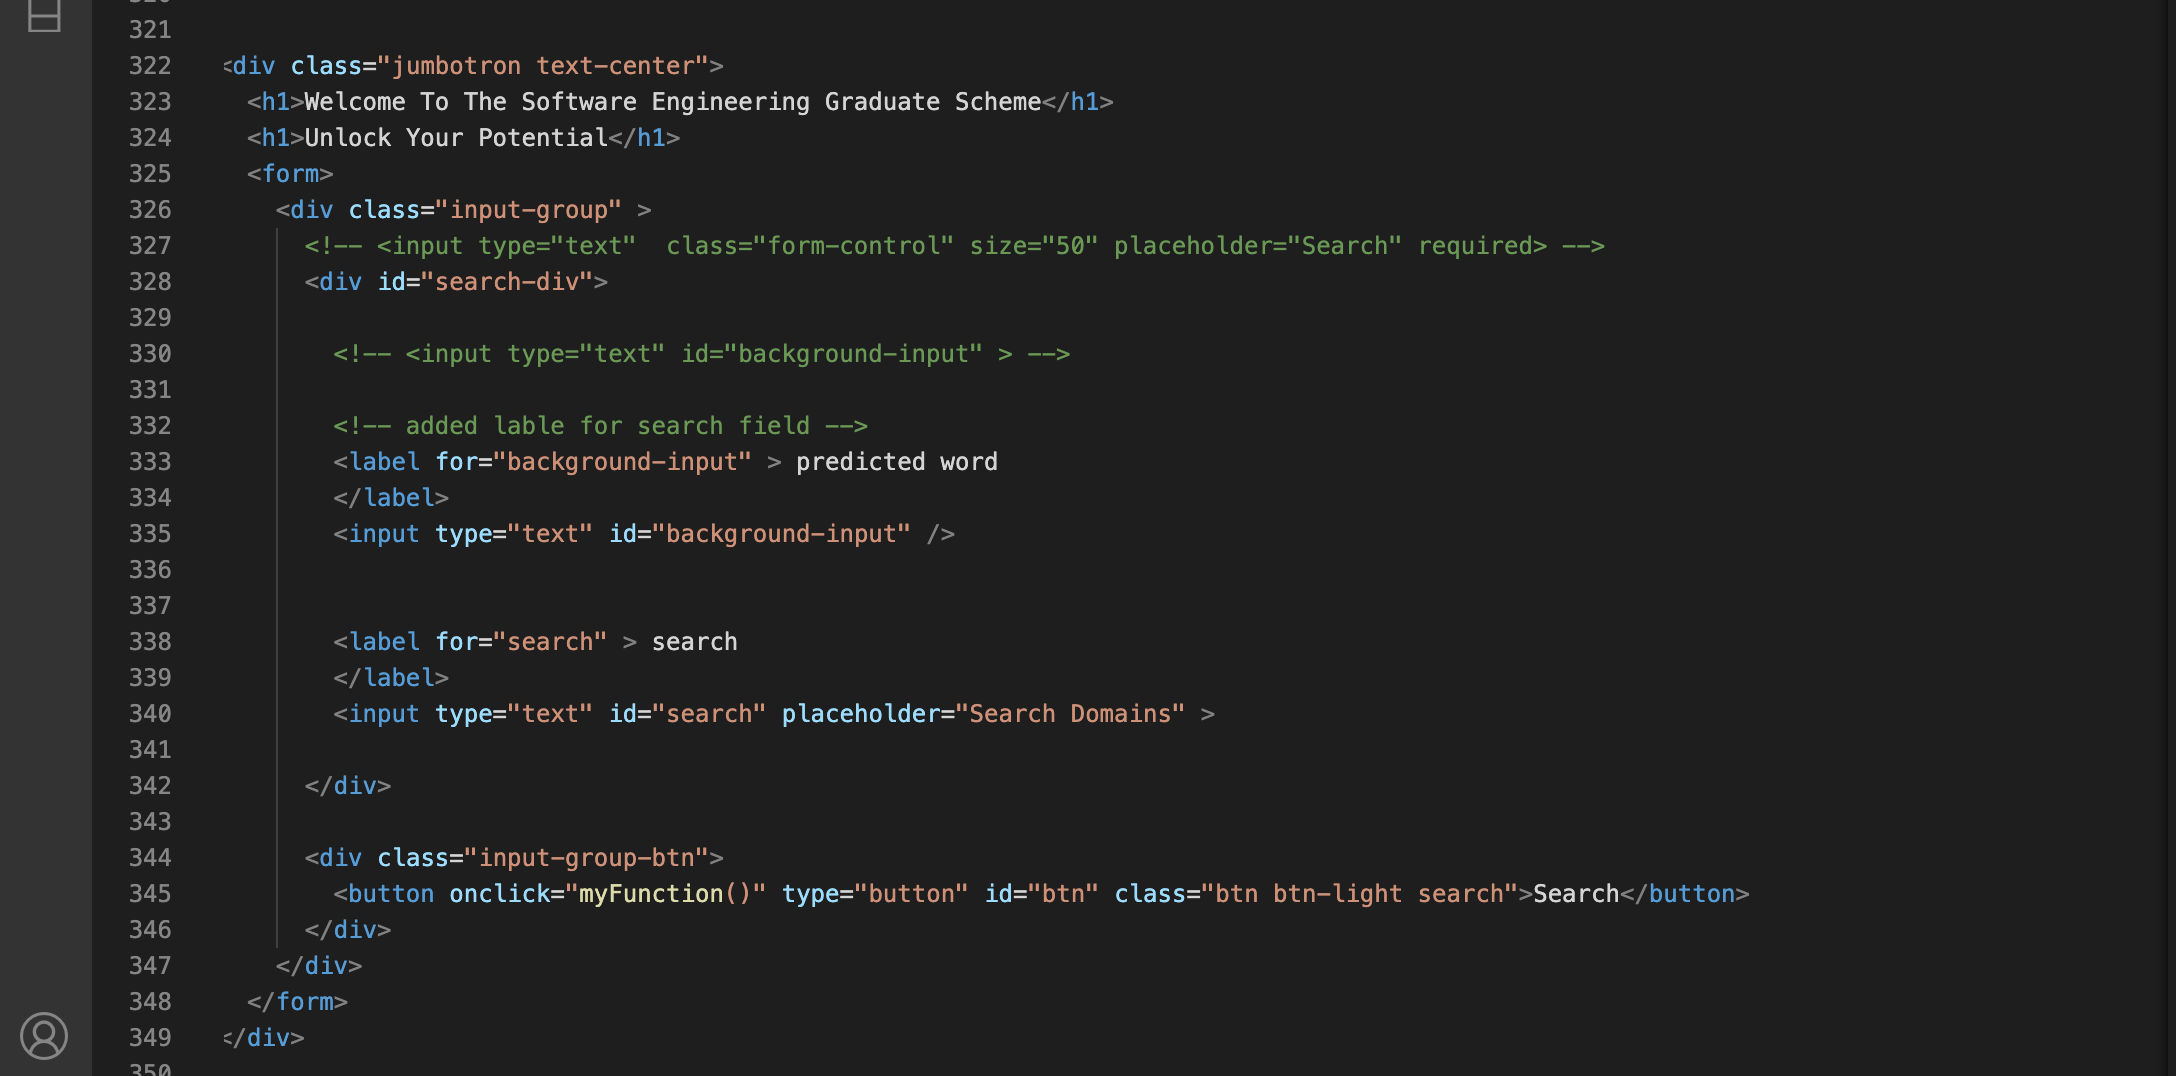 321
322 <div class="jumbotron text-center">
323 <h1>Welcome To The Software Engineering Graduate Scheme</h1>
324 <h1>Unlock Your Potential</h1>
325 <form>
326 <div class="input-group" >
327 <!-- <input type="text"  class="form-control" size="50" placeholder="Search" required> -->
328 <div id="search-div">
329
330 <!-- <input type="text" id="background-input" > -->
331
332 <!-- added lable for search field -->
333 <label for="background-input" > predicted word
334 </label>
335 <input type="text" id="background-input" />
336
337
338 <label for="search" > search
339 </label>
340 <input type="text" id="search" placeholder="Search Domains" >
341
342 </div>
343
344 <div class="input-group-btn">
345 <button onclick="myFunction()" type="button" id="btn" class="btn btn-light search">Search</button>
346 </div>
347 </div>
348 </form>
349 </div>
350